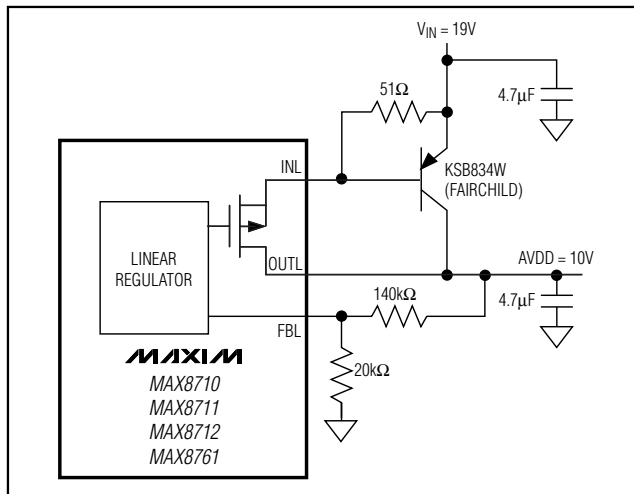 V_IN = 19V
51Ω
4.7µF
KSB834W
(FAIRCHILD)
INL
LINEAR
REGULATOR
OUTL
AVDD = 10V
140kΩ
4.7µF
FBL
20kΩ
MAXIM
MAX8710
MAX8711
MAX8712
MAX8761